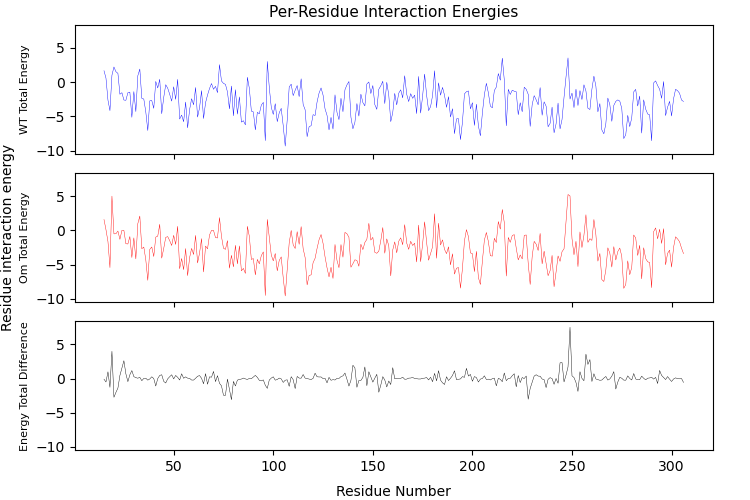 Per-Residue Interaction Energies
Residue interaction energy
WT Total Energy
5
0
−5
−10
Om Total Energy
5
0
−5
−10
Energy Total Difference
5
0
−5
−10
50 100 150 200 250 300
Residue Number